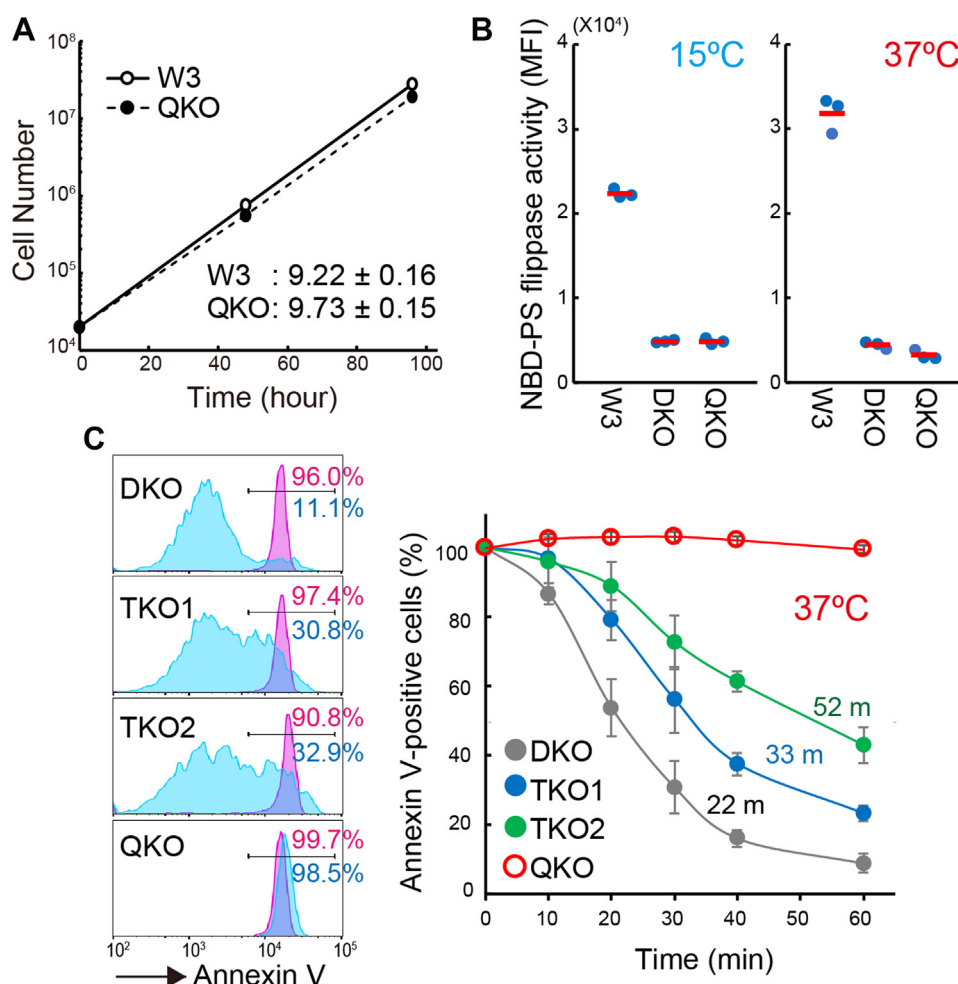 A
10⁸
10⁷
10⁶
10⁵
10⁴
Cell Number
W3
QKO
W3 : 9.22 ± 0.16
QKO: 9.73 ± 0.15
0 20 40 60 80 100
Time (hour)
B
(X10⁴)
NBD-PS flippase activity (MFI)
15ºC
37ºC
4 4
3 3
2 2
1 1
0 0
W3 DKO QKO
W3 DKO QKO
C
DKO
96.0%
11.1%
TKO1
97.4%
30.8%
TKO2
90.8%
32.9%
QKO
99.7%
98.5%
10² 10³ 10⁴ 10⁵
Annexin V
Annexin V-positive cells (%)
100
80
60
40
20
0
37ºC
52 m
33 m
22 m
DKO
TKO1
TKO2
QKO
0 10 20 30 40 60
Time (min)